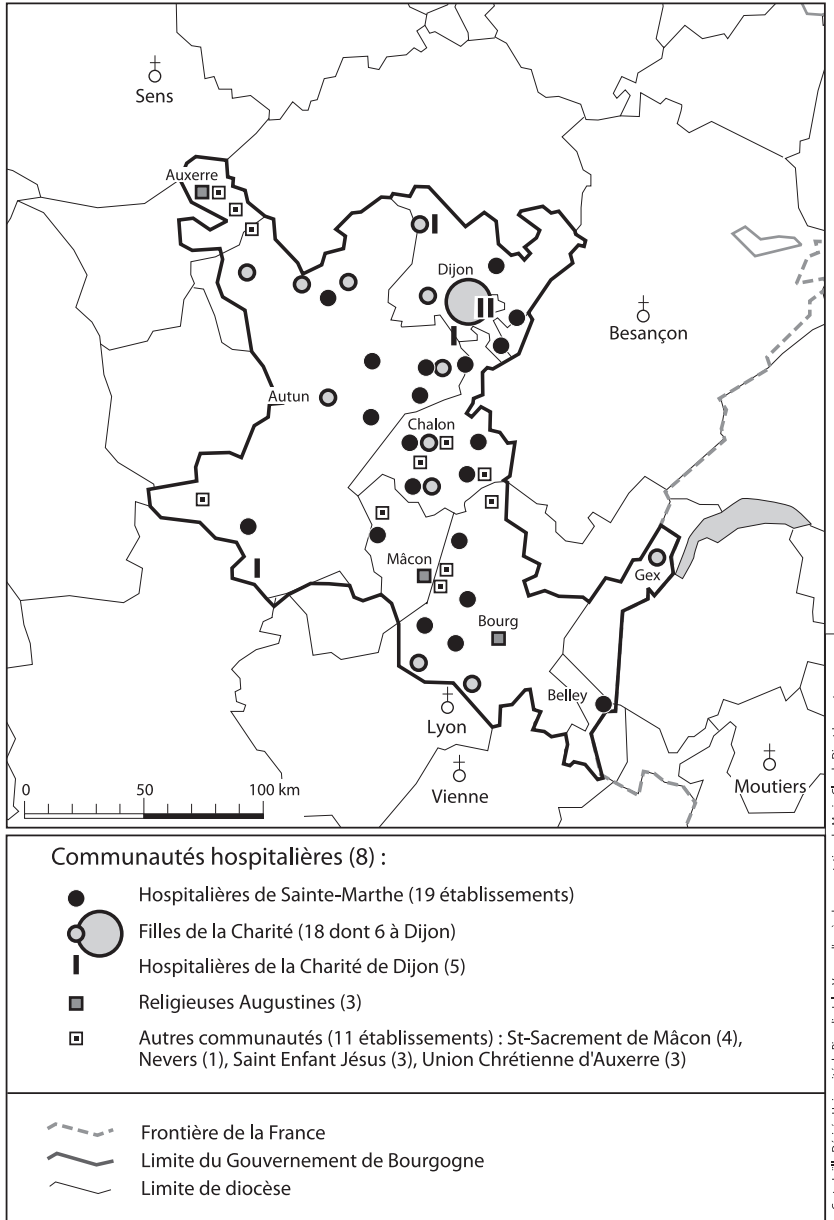 Sens
Auxerre
Dijon
Besançon
Autun
Chalon
Mâcon
Gex
Bourg
Belley
Lyon
Vienne
Moutiers
0 50 100 km
Communautés hospitalières (8) :
Hospitalières de Sainte-Marthe (19 établissements)
Filles de la Charité (18 dont 6 à Dijon)
Hospitalières de la Charité de Dijon (5)
Religieuses Augustines (3)
Autres communautés (11 établissements) : St-Sacrement de Mâcon (4),
Nevers (1), Saint Enfant Jésus (3), Union Chrétienne d'Auxerre (3)
Frontière de la France
Limite du Gouvernement de Bourgogne
Limite de diocèse